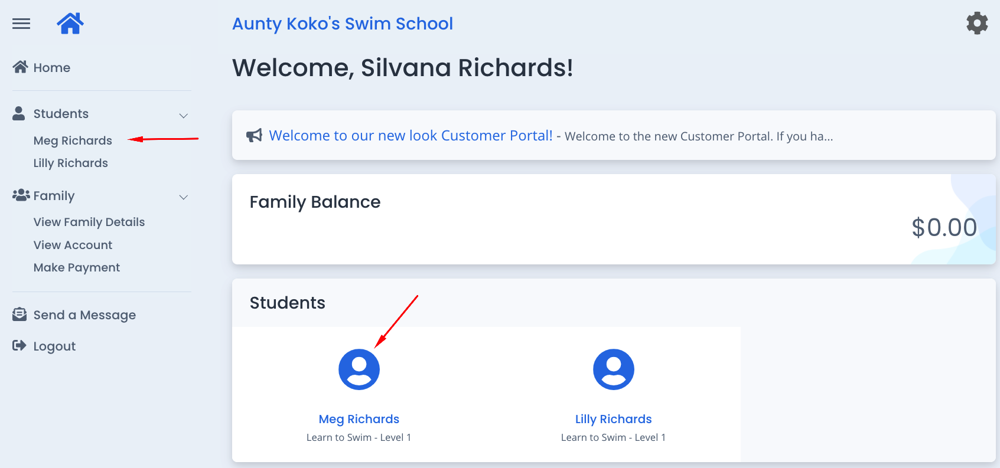 Aunty Koko's Swim School
Home
Students
Meg Richards
Lilly Richards
Family
View Family Details
View Account
Make Payment
Send a Message
Logout
Welcome, Silvana Richards!
Welcome to our new look Customer Portal! - Welcome to the new Customer Portal. If you ha...
Family Balance
$0.00
Students
Meg Richards
Learn to Swim - Level 1
Lilly Richards
Learn to Swim - Level 1